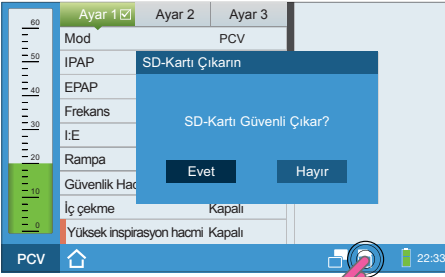 60
50
40
30
20
10
0
Ayar 1 Ayar 2 Ayar 3
Mod PCV
IPAP
EPAP
Frekans
I:E
Rampa
Güvenlik Hac
İç çekme Kapalı
Yüksek inspirasyon hacmi Kapalı
SD-Kartı Çıkarın
SD-Kartı Güvenli Çıkar?
Evet Hayır
PCV 22:33